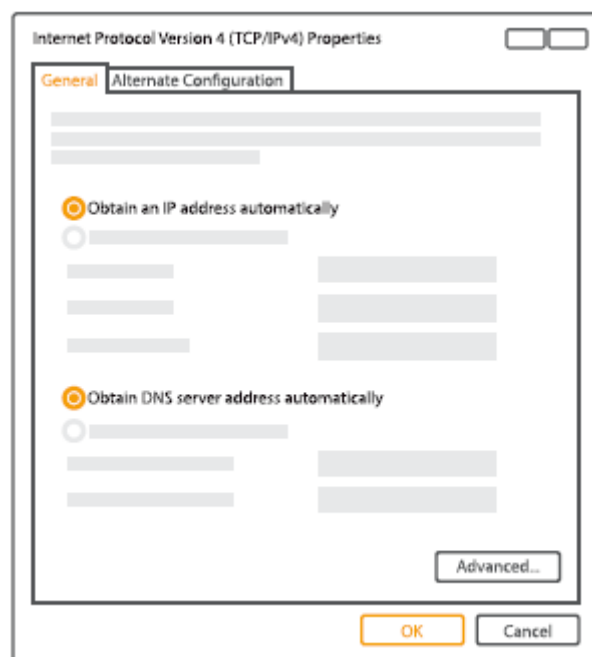 Internet Protocol Version 4 (TCP/IPv4) Properties
General Alternate Configuration
Obtain an IP address automatically
Obtain DNS server address automatically
Advanced...
OK Cancel